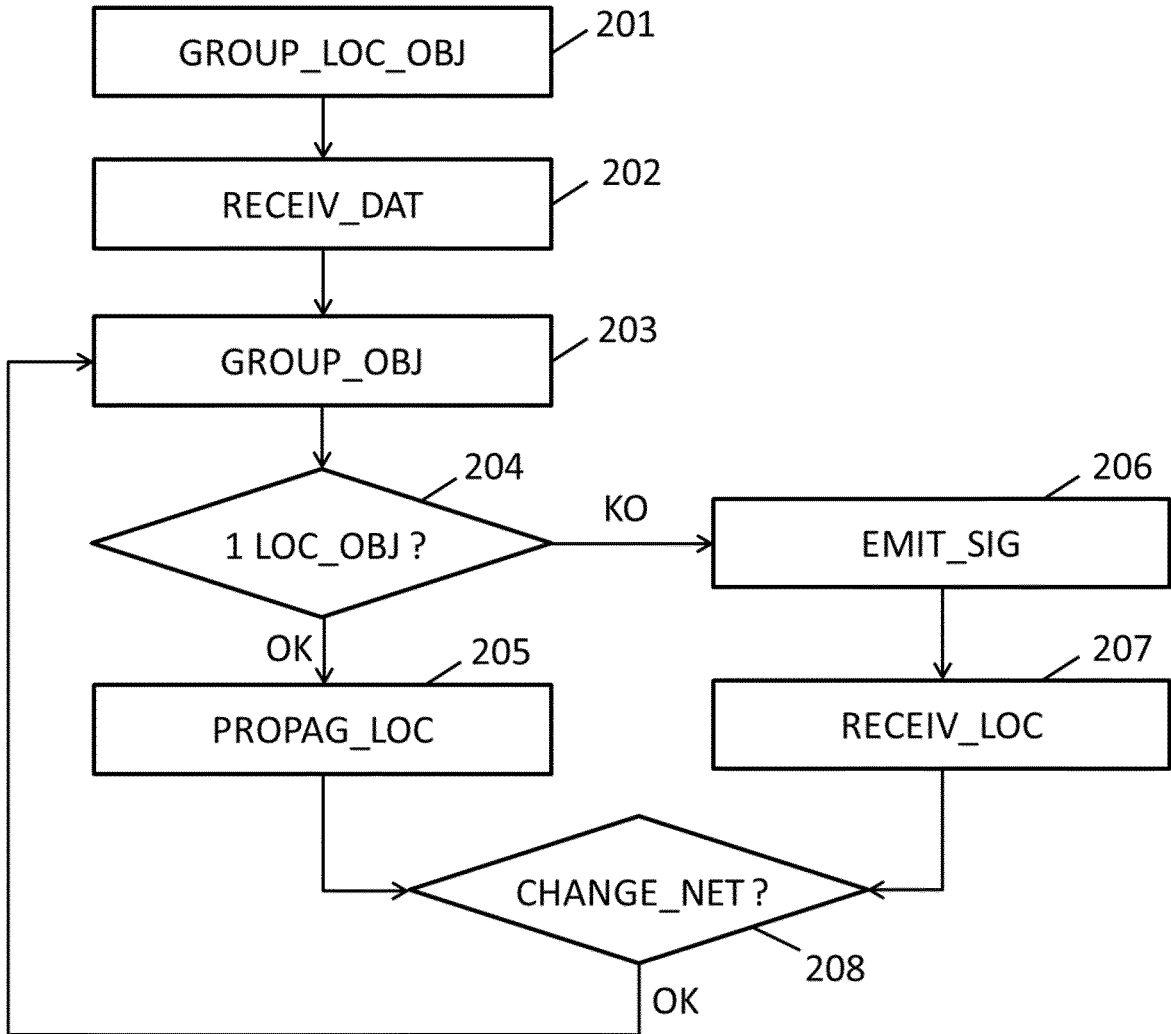 GROUP_LOC_OBJ
201
RECEIV_DAT
202
GROUP_OBJ
203
1 LOC_OBJ ?
204
KO
EMIT_SIG
206
OK
PROPAG_LOC
205
RECEIV_LOC
207
CHANGE_NET ?
208
OK